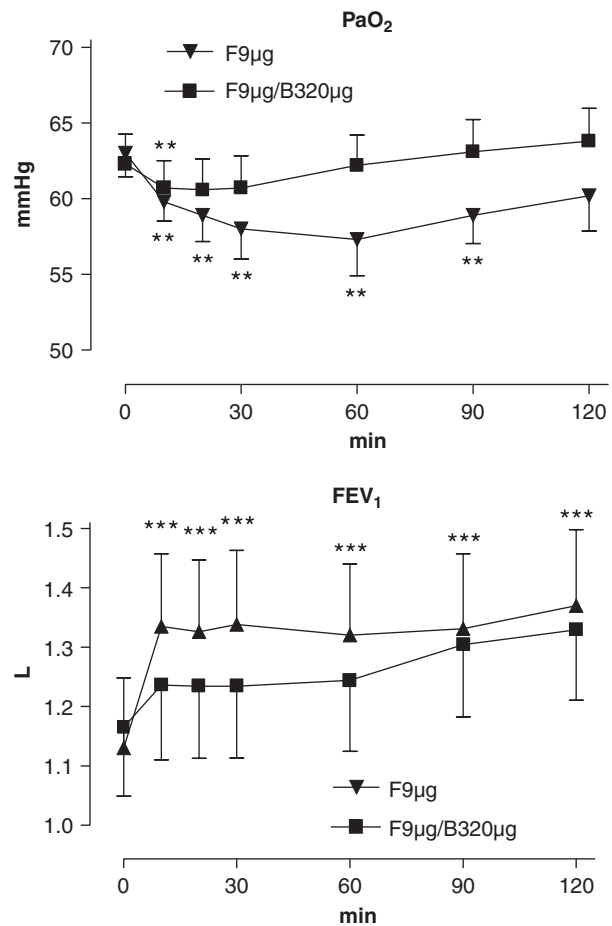 PaO₂
70
65
60
55
50
mmHg
F9µg
F9µg/B320µg
**
**
**
**
**
**
0 30 60 90 120
min
FEV₁
1.5
1.4
1.3
1.2
1.1
1.0
L
*** *** *** *** *** ***
F9µg
F9µg/B320µg
0 30 60 90 120
min